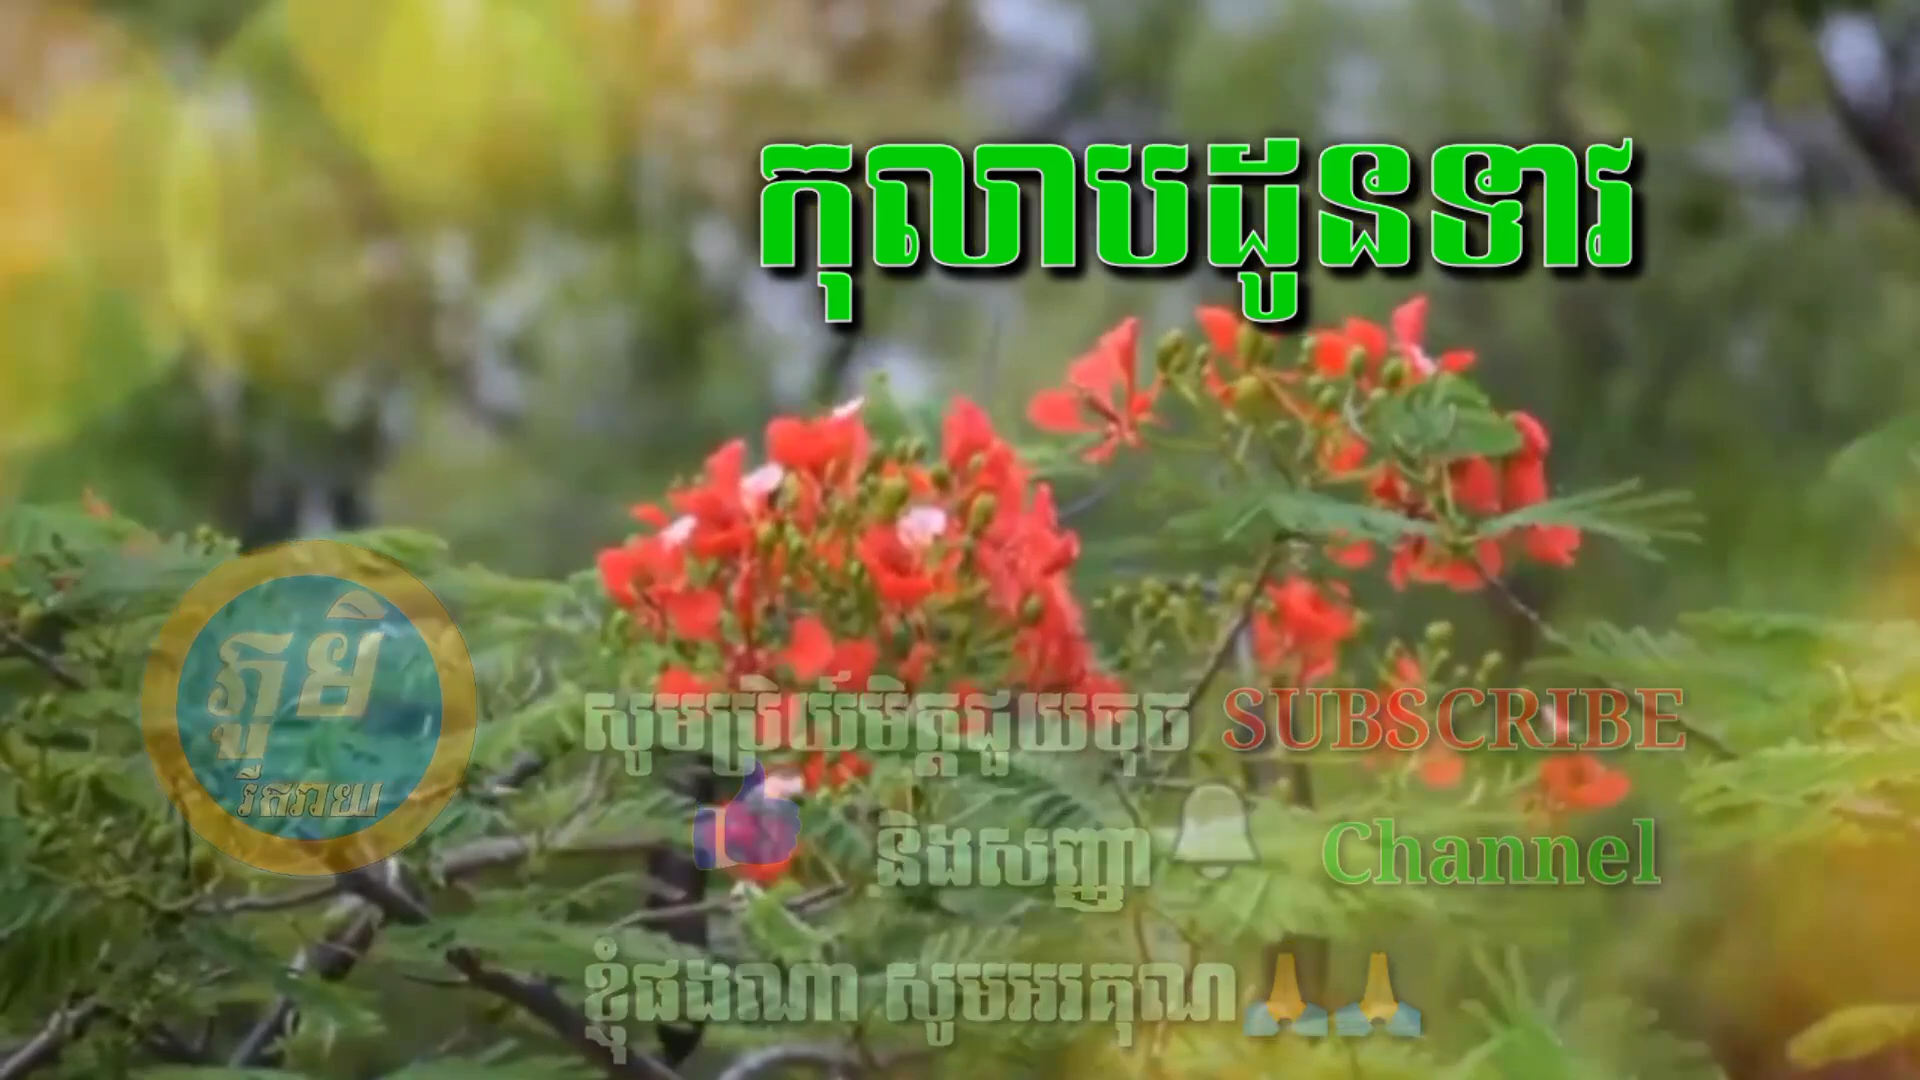 កុលាបដូនទាវ
ភូមិ
រីករាយ
សូមប្រិយ៍មិត្តជួយចុច SUBSCRIBE
និងសញ្ញា Channel
ខ្ញុំផងណា សូមអរគុណ